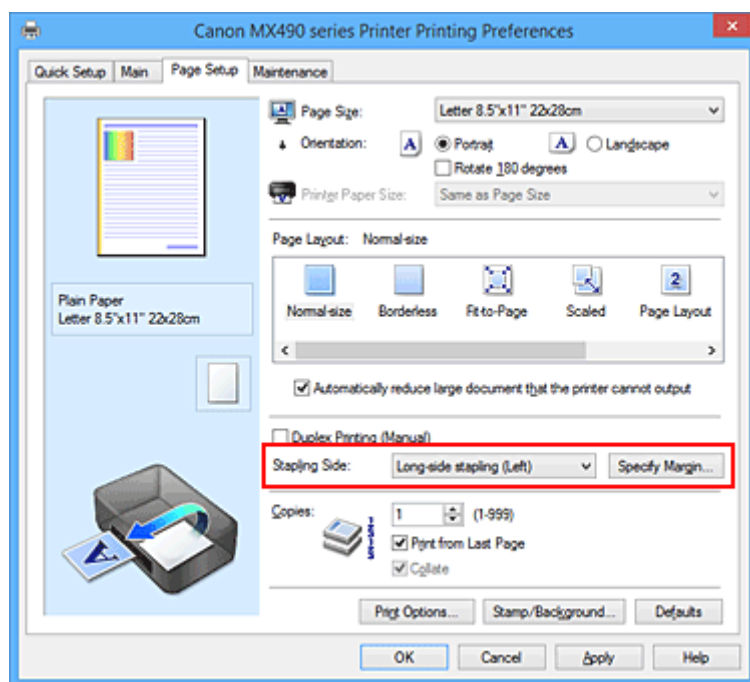 Canon MX490 series Printer Printing Preferences
Quick Setup Main Page Setup Maintenance
Page Size: Letter 8.5"x11" 22x28cm
Orientation: A Portrait A Landscape
Rotate 180 degrees
Printer Paper Size: Same as Page Size
Page Layout: Normal-size
2
Normal-size Borderless Fit-to-Page Scaled Page Layout
Automatically reduce large document that the printer cannot output
Plain Paper
Letter 8.5"x11" 22x28cm
Duplex Printing (Manual)
Stapling Side: Long-side stapling (Left) Specify Margin...
Copies: 1 (1-999)
Print from Last Page
Collate
A
Print Options... Stamp/Background... Defaults
OK Cancel Apply Help